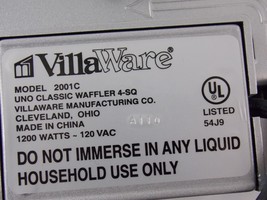 VillaWare®
MODEL 2001C
UNO CLASSIC WAFFLER 4-SQ
VILLAWARE MANUFACTURING CO.
CLEVELAND, OHIO
MADE IN CHINA
1200 WATTS - 120 VAC
UL
LISTED
54J9
DO NOT IMMERSE IN ANY LIQUID
HOUSEHOLD USE ONLY